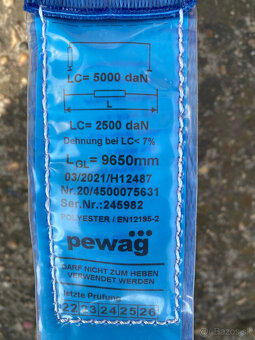 LC= 5000 daN
L
LC= 2500 daN
Dehnung bei LC< 7%
LGL= 9650mm
03/2021/H12487
Nr.20/4500075631
Ser.Nr.:245982
POLYESTER / EN12195-2
pewag
DARF NICHT ZUM HEBEN
VERWENDET WERDEN
letzte Prüfung
22 23 24 25 26
Bazos.sk